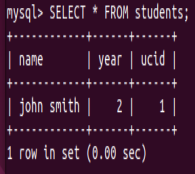 mysql> SELECT * FROM students;
+------------+------+------+
| name       | year | ucid |
+------------+------+------+
| john smith |    2 |    1 |
+------------+------+------+
1 row in set (0.00 sec)